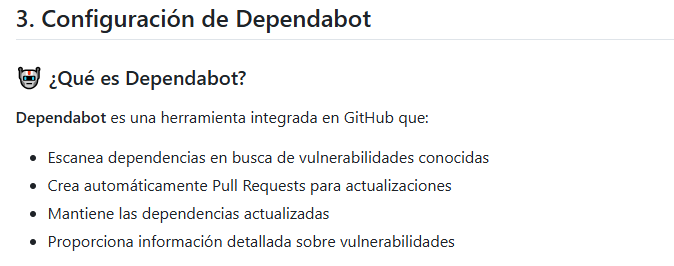 3. Configuración de Dependabot
¿Qué es Dependabot?
Dependabot es una herramienta integrada en GitHub que:
Escanea dependencias en busca de vulnerabilidades conocidas
Crea automáticamente Pull Requests para actualizaciones
Mantiene las dependencias actualizadas
Proporciona información detallada sobre vulnerabilidades